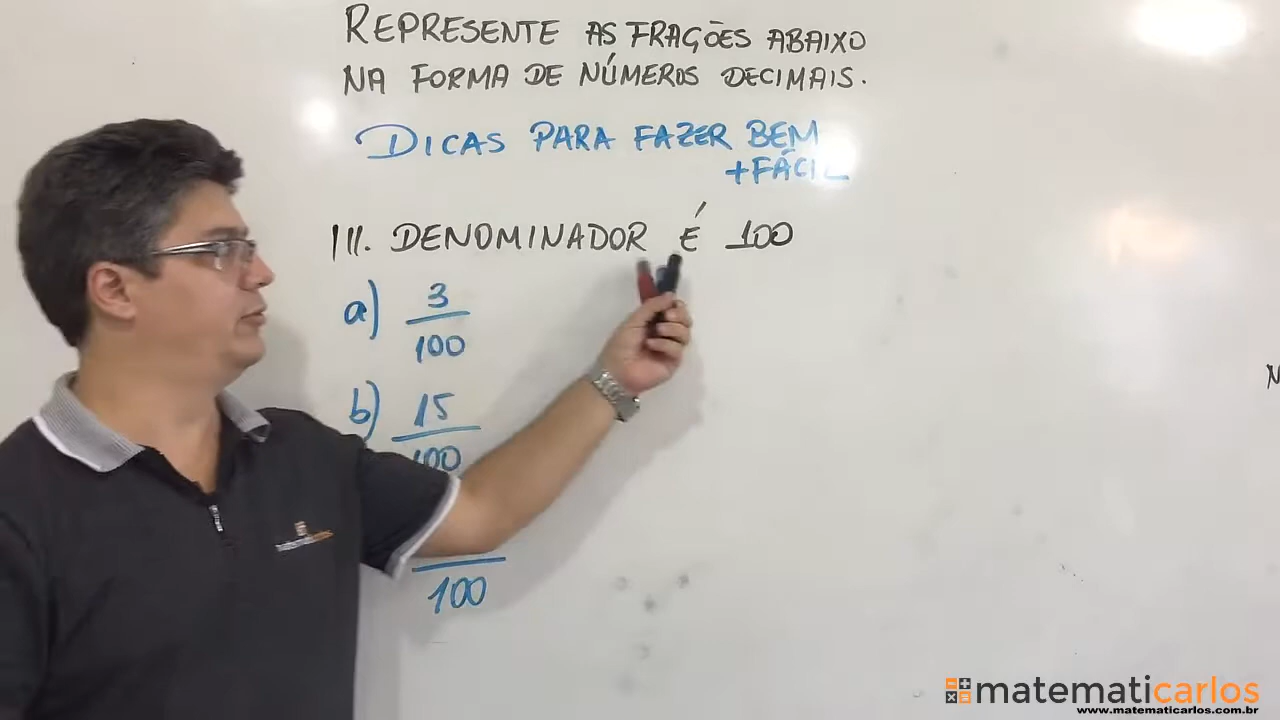 REPRESENTE AS FRAÇÕES ABAIXO
NA FORMA DE NÚMEROS DECIMAIS.
DICAS PARA FAZER BEM
+FÁCIL
III. DENOMINADOR É 100
a) 3
100
b) 15
100
100
matematicarlos
www.matematicarlos.com.br